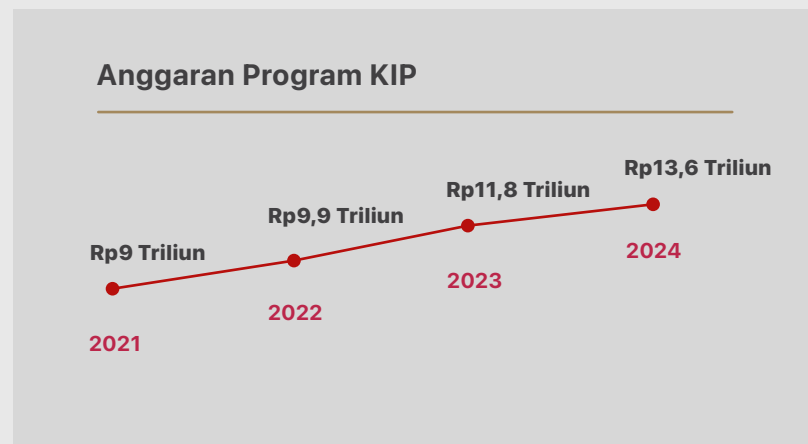 Anggaran Program KIP
Rp9 Triliun
2021
Rp9,9 Triliun
2022
Rp11,8 Triliun
2023
Rp13,6 Triliun
2024